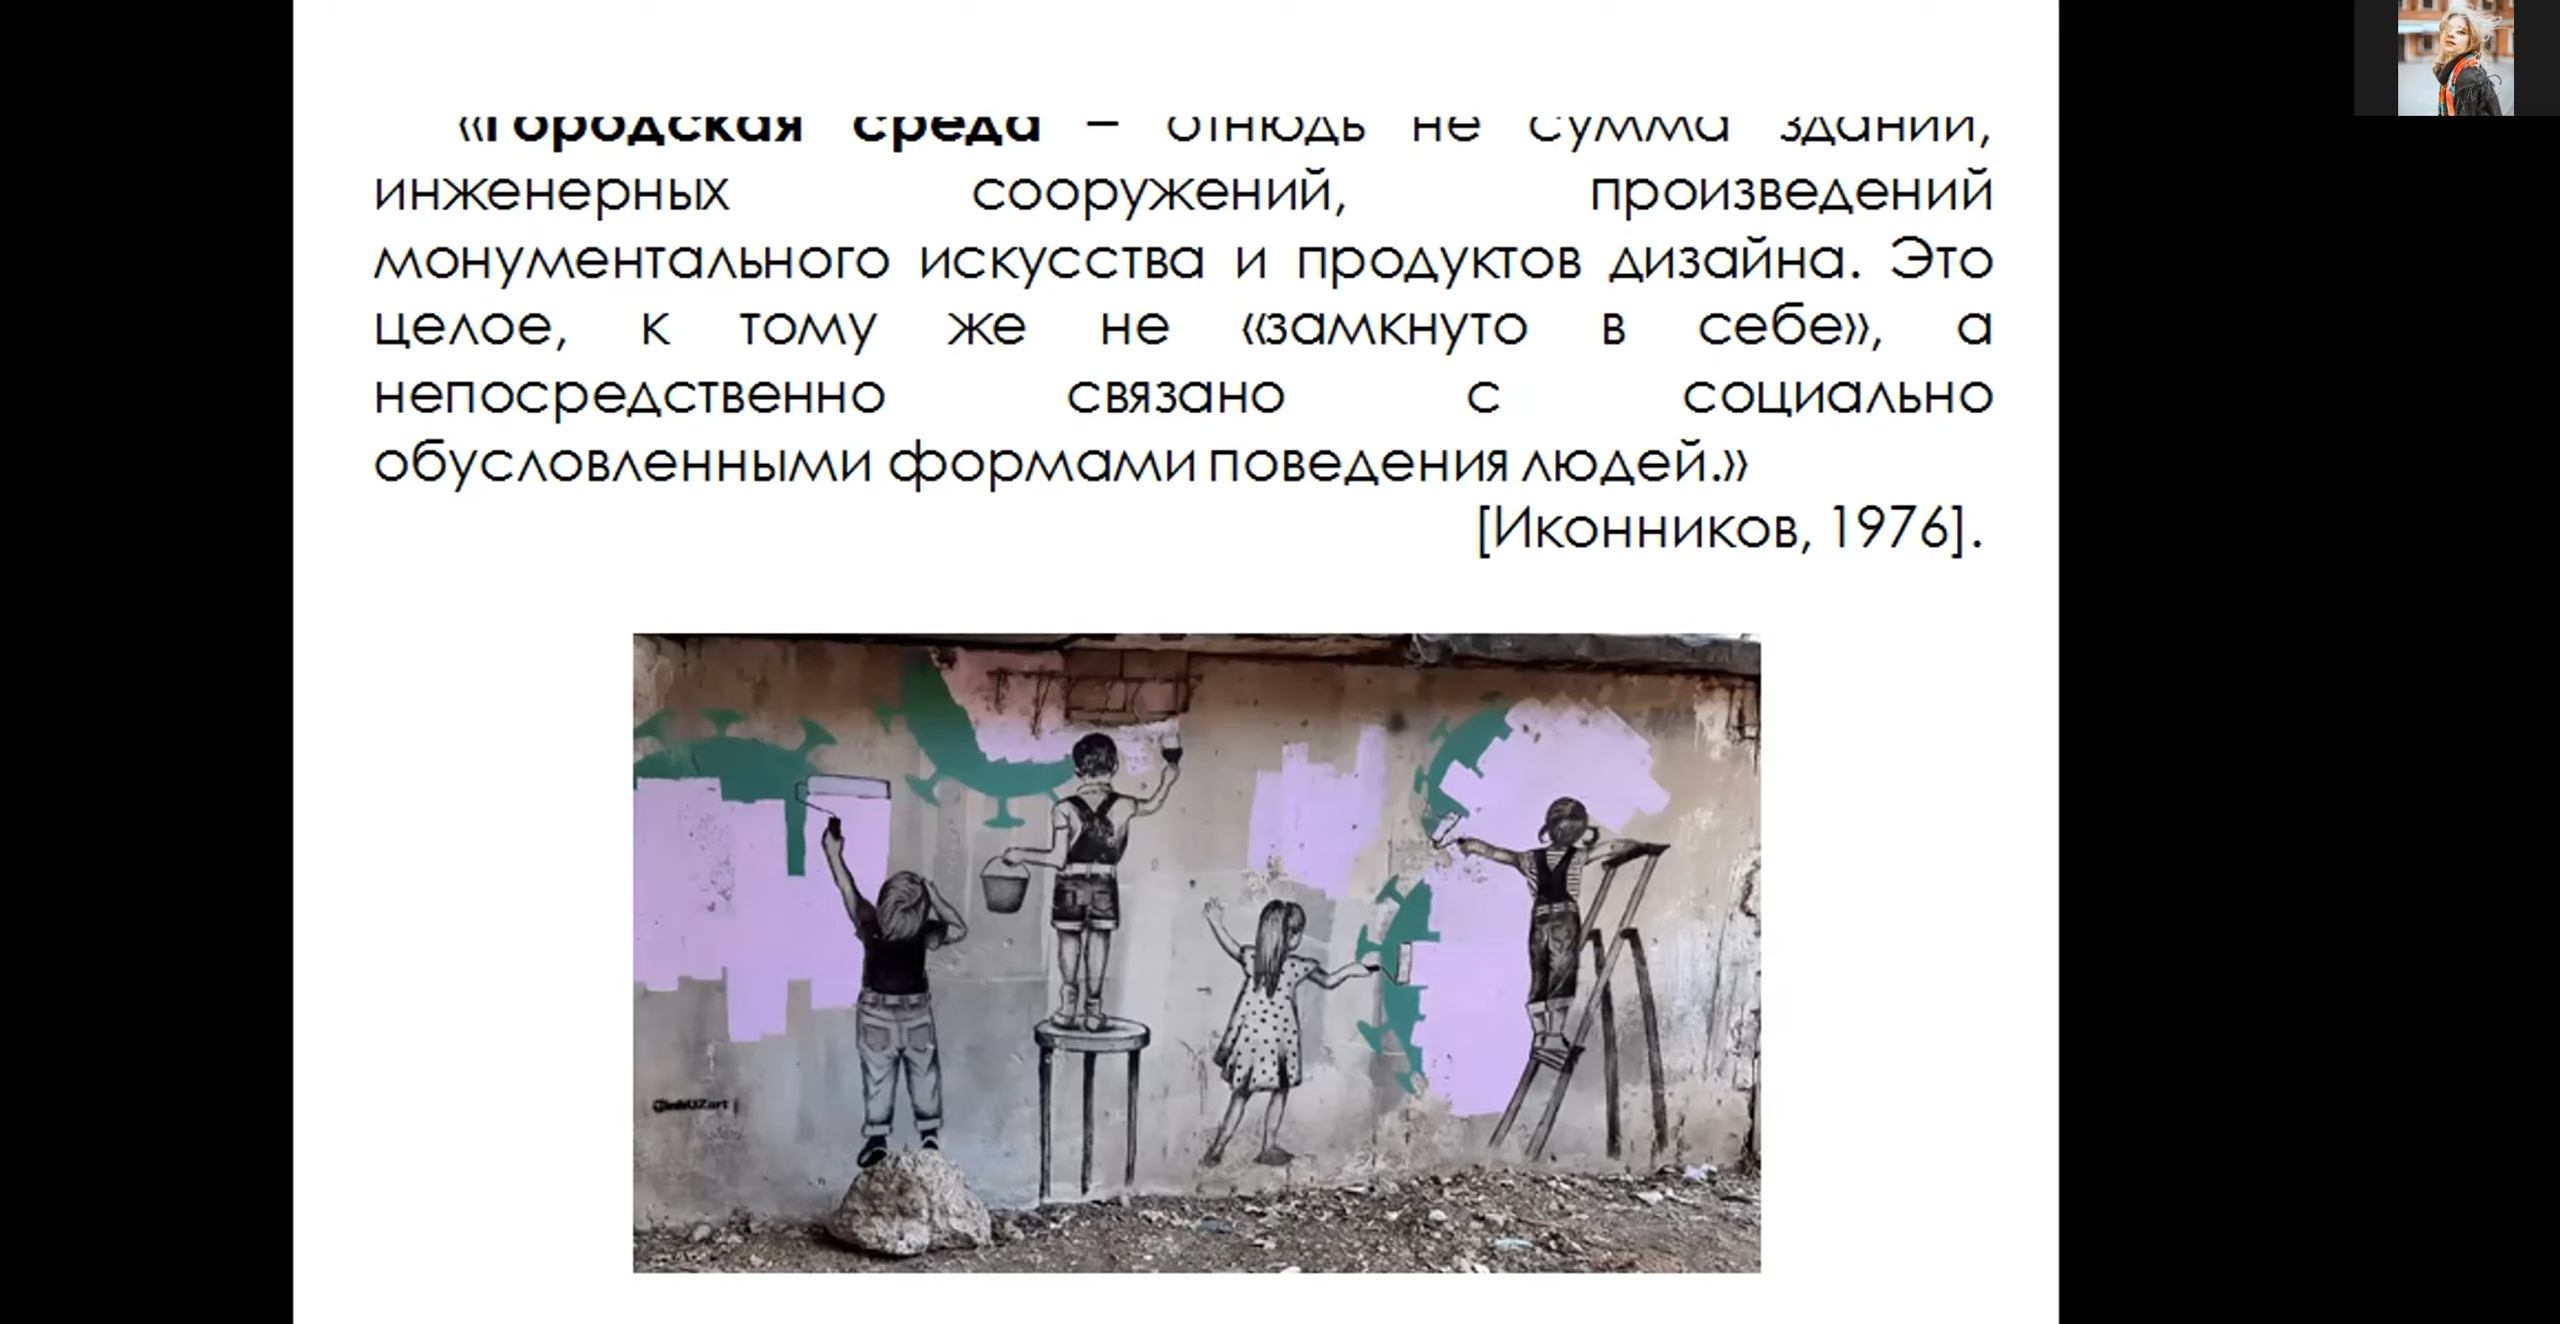 «Городская среда – отнюдь не сумма зданий,
инженерных сооружений, произведений
монументального искусства и продуктов дизайна. Это
целое, к тому же не «замкнуто в себе», а
непосредственно связано с социально
обусловленными формами поведения людей.»
[Иконников, 1976].